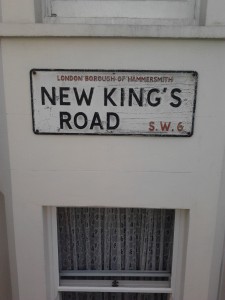 LONDON BOROUGH OF HAMMERSMITH
NEW KING'S
ROAD S.W.6